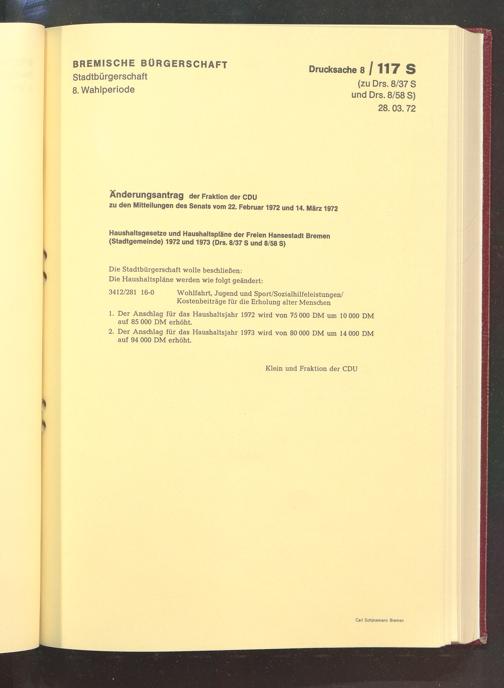 BREMISCHE BÜRGERSCHAFT
Stadtbürgerschaft
8. Wahlperiode
Drucksache 8 / 117 S
(zu Drs. 8/37 S
und Drs. 8/58 S)
28. 03. 72
Änderungsantrag der Fraktion der CDU
zu den Mitteilungen des Senats vom 22. Februar 1972 und 14. März 1972
Haushaltsgesetze und Haushaltspläne der Freien Hansestadt Bremen
(Stadtgemeinde) 1972 und 1973 (Drs. 8/37 S und 8/58 S)
Die Stadtbürgerschaft wolle beschließen:
Die Haushaltspläne werden wie folgt geändert:
3412/281 16-0 Wohlfahrt, Jugend und Sport/Sozialhilfeleistungen/
Kostenbeiträge für die Erholung alter Menschen
1. Der Anschlag für das Haushaltsjahr 1972 wird von 75 000 DM um 10 000 DM
auf 85 000 DM erhöht.
2. Der Anschlag für das Haushaltsjahr 1973 wird von 80 000 DM um 14 000 DM
auf 94 000 DM erhöht.
Klein und Fraktion der CDU
Carl Schünemann Bremen